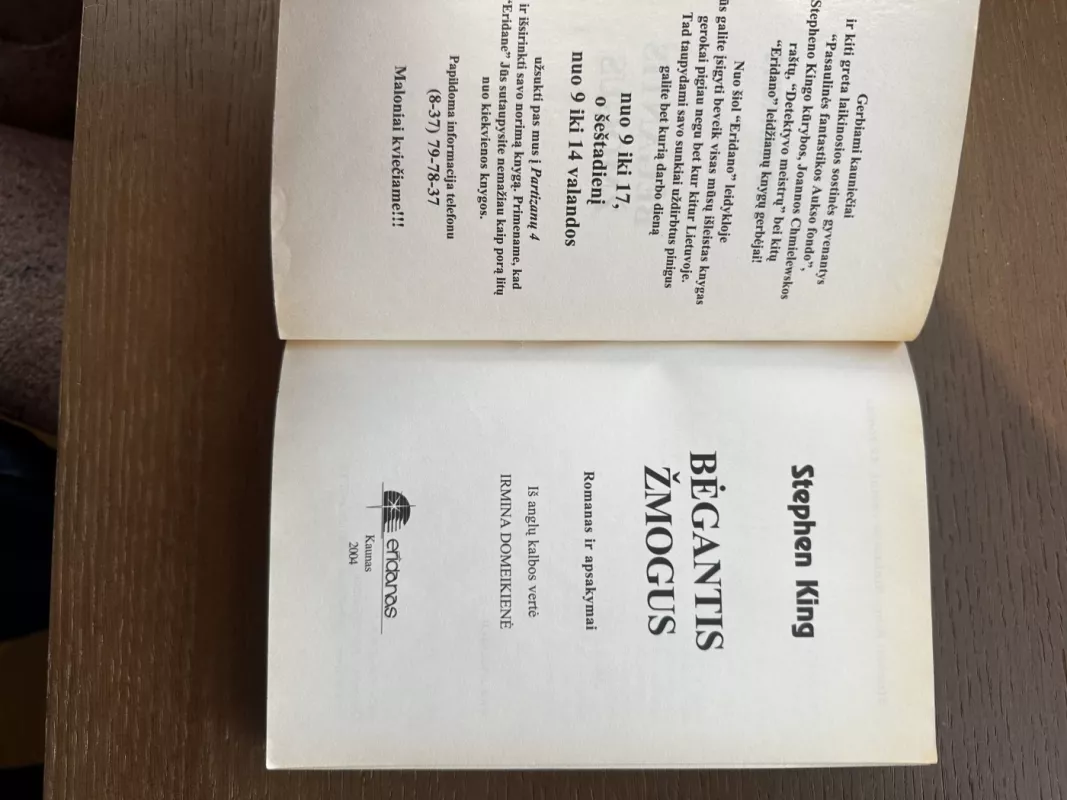 Gerbiami kauniečiai
ir kiti greta laikinosios sostinės gyvenantys
“Pasaulinės fantastikos Aukso fondo”,
Stepheno Kingo kūrybos, Joannos Chmielewskos
raštų, “Detektyvo meistrų” bei kitų
“Eridano” leidžiamų knygų gerbėjai!
Nuo šiol “Eridano” leidykloje
galite įsigyti beveik visas mūsų išleistas knygas
gerokai pigiau negu bet kur kitur Lietuvoje.
Tad taupydami savo sunkiai uždirbtus pinigus
galite bet kurią darbo dieną
nuo 9 iki 17,
o šeštadienį
nuo 9 iki 14 valandos
užsukti pas mus į Partizanų 4
ir išsirinkti savo norimą knygą. Primename, kad
“Eridane” Jūs sutaupysite nemažiau kaip porą litų
nuo kiekvienos knygos.
Papildoma informacija telefonu
(8-37) 79-78-37
Maloniai kviečiame!!!
Stephen King
BĖGANTIS
ŽMOGUS
Romanas ir apsakymai
Iš anglų kalbos vertė
IRMINA DOMEIKIENĖ
eridanas
Kaunas
2004